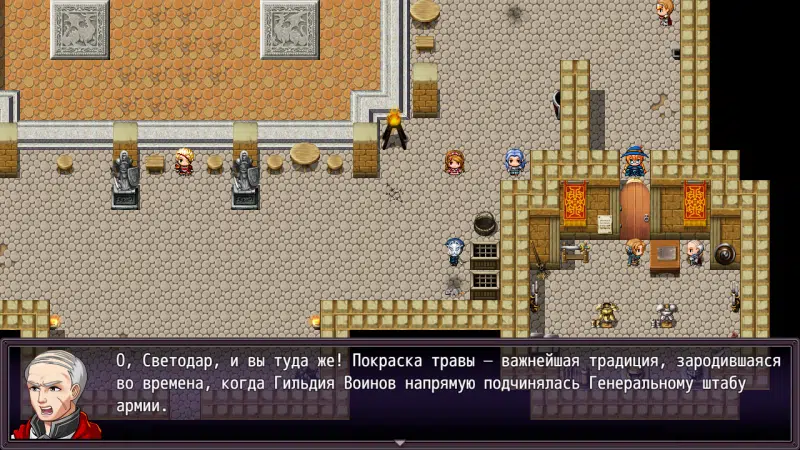 О, Светодар, и вы туда же! Покраска травы — важнейшая традиция, зародившаяся
во времена, когда Гильдия Воинов напрямую подчинялась Генеральному штабу
армии.